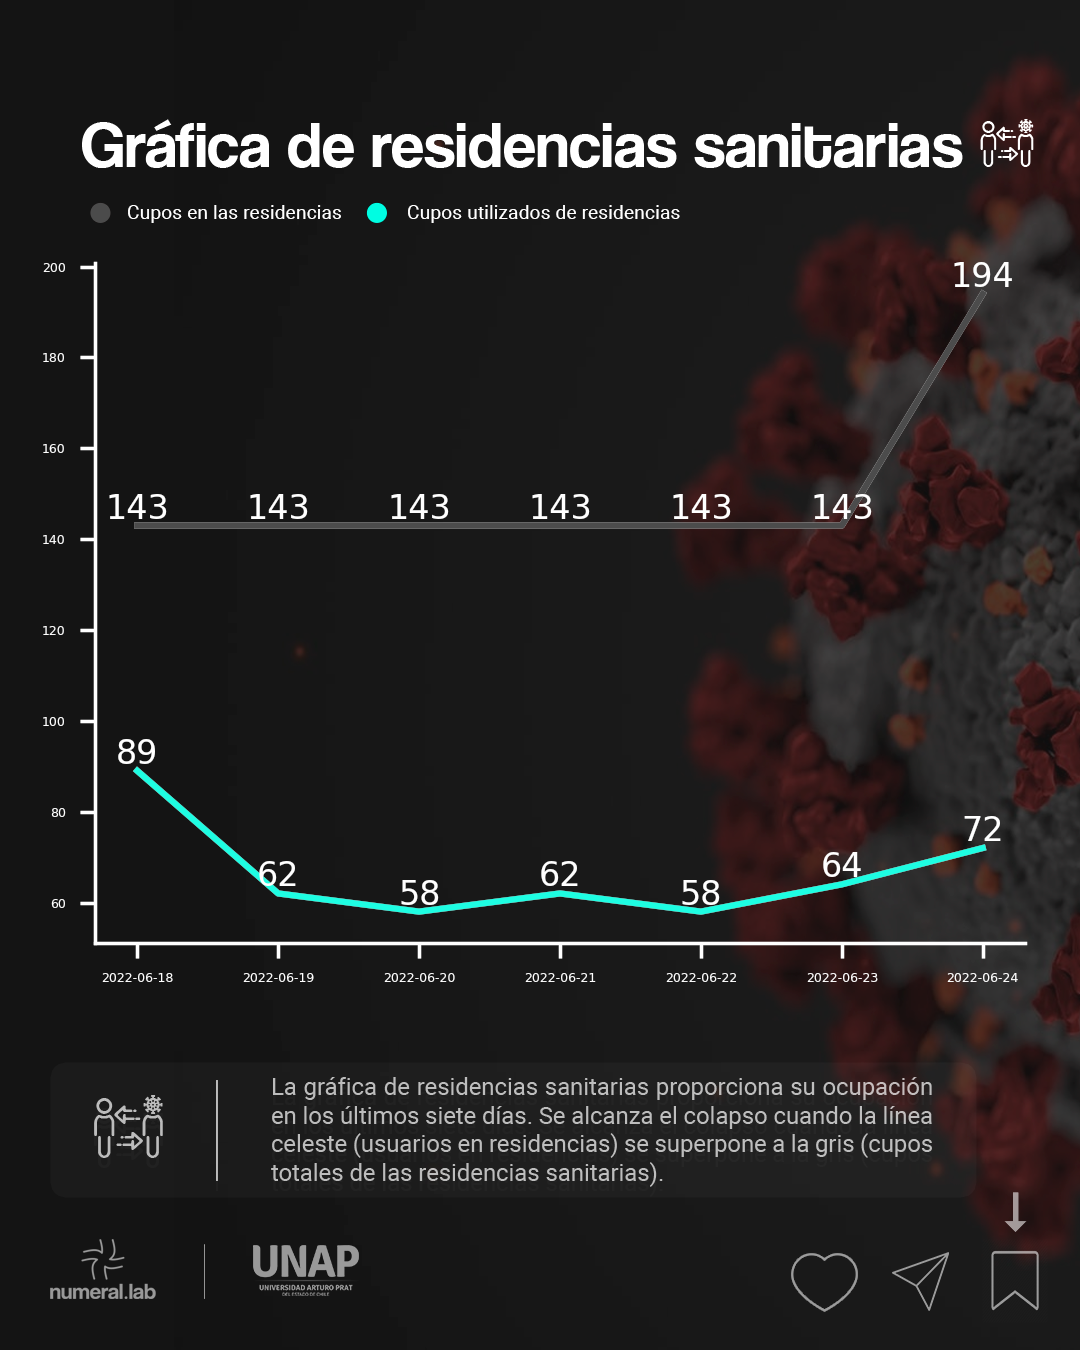 Gráfica de residencias sanitarias
Cupos en las residencias Cupos utilizados de residencias
200
194
180
160
143 143 143 143 143 143
140
120
100
89
80
72
62 58 62 58 64
60
2022-06-18 2022-06-19 2022-06-20 2022-06-21 2022-06-22 2022-06-23 2022-06-24
La gráfica de residencias sanitarias proporciona su ocupación
en los últimos siete días. Se alcanza el colapso cuando la línea
celeste (usuarios en residencias) se superpone a la gris (cupos
totales de las residencias sanitarias).
numeral.lab
UNAP
UNIVERSIDAD ARTURO PRAT
DEL ESTADO DE CHILE